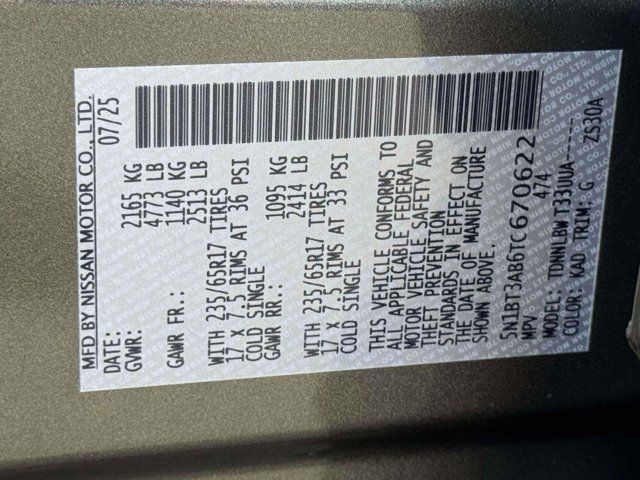 MFD BY NISSAN MOTOR CO., LTD.
DATE: 07/25
GVWR: 2165 KG
4773 LB
GAWR FR.: 1140 KG
2513 LB
WITH 235/65R17 TIRES
17 X 7.5 RIMS AT 36 PSI
COLD SINGLE
GAWR RR.: 1095 KG
2414 LB
WITH 235/65R17 TIRES
17 X 7.5 RIMS AT 33 PSI
COLD SINGLE
THIS VEHICLE CONFORMS TO
ALL APPLICABLE FEDERAL
MOTOR VEHICLE SAFETY AND
THEFT PREVENTION
STANDARDS IN EFFECT ON
THE DATE OF MANUFACTURE
SHOWN ABOVE.
5N1BT3AB6TC670622
MPV 474
MODEL: TDNNLBW T33UUA-----
COLOR: KAD TRIM: G ZS30A